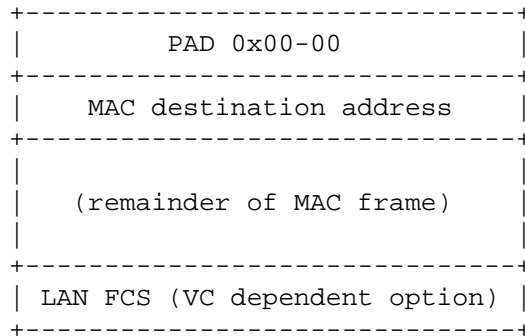 PAD 0x00-00
MAC destination address
(remainder of MAC frame)
LAN FCS (VC dependent option)